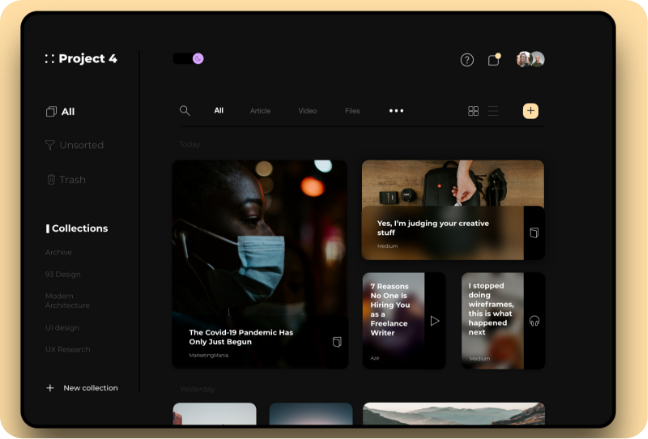 Project 4
All
Unsorted
Trash
Collections
Archive
93 Design
Modern
Architecture
UI design
UX Research
New collection
All
Article
Video
Files
Today
The Covid-19 Pandemic Has
Only Just Begun
MarketingMania
Yes, I'm judging your creative
stuff
Medium
7 Reasons
No One is
Hiring You
as a
Freelance
Writer
Aze
I stopped
doing
wireframes,
this is what
happened
next
Medium
Yesterday